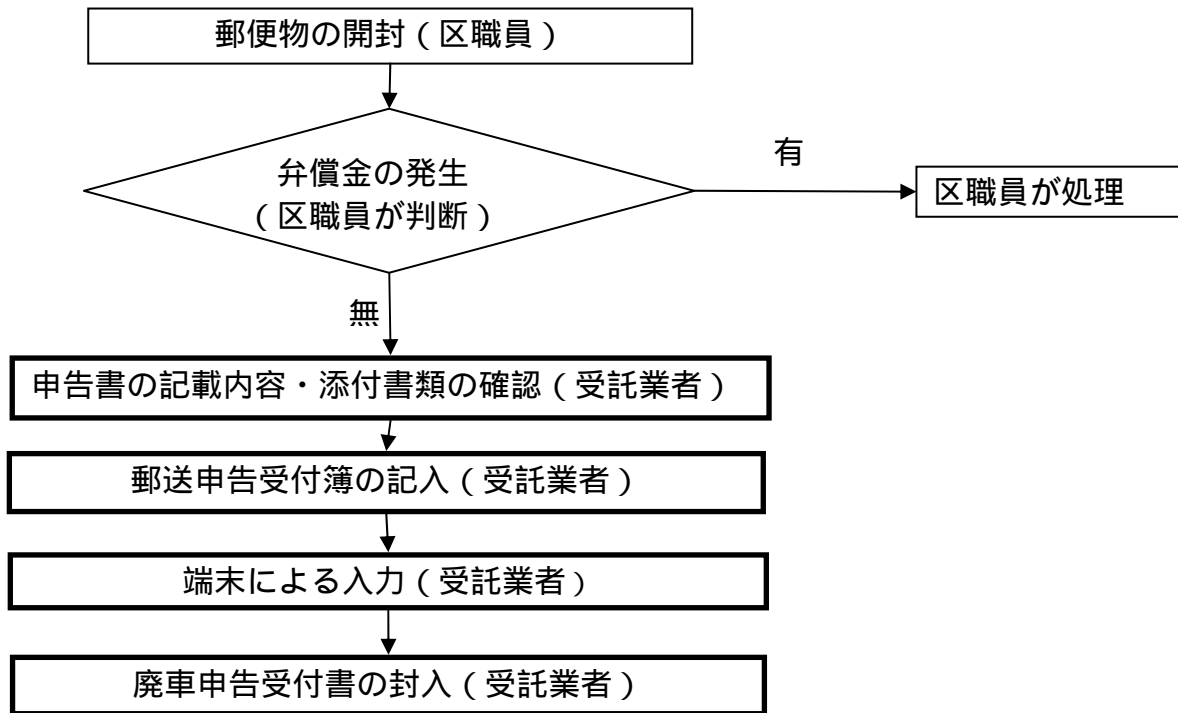 郵便物の開封（区職員）
弁償金の発生
（区職員が判断）
有
区職員が処理
無
申告書の記載内容・添付書類の確認（受託業者）
郵送申告受付簿の記入（受託業者）
端末による入力（受託業者）
廃車申告受付書の封入（受託業者）